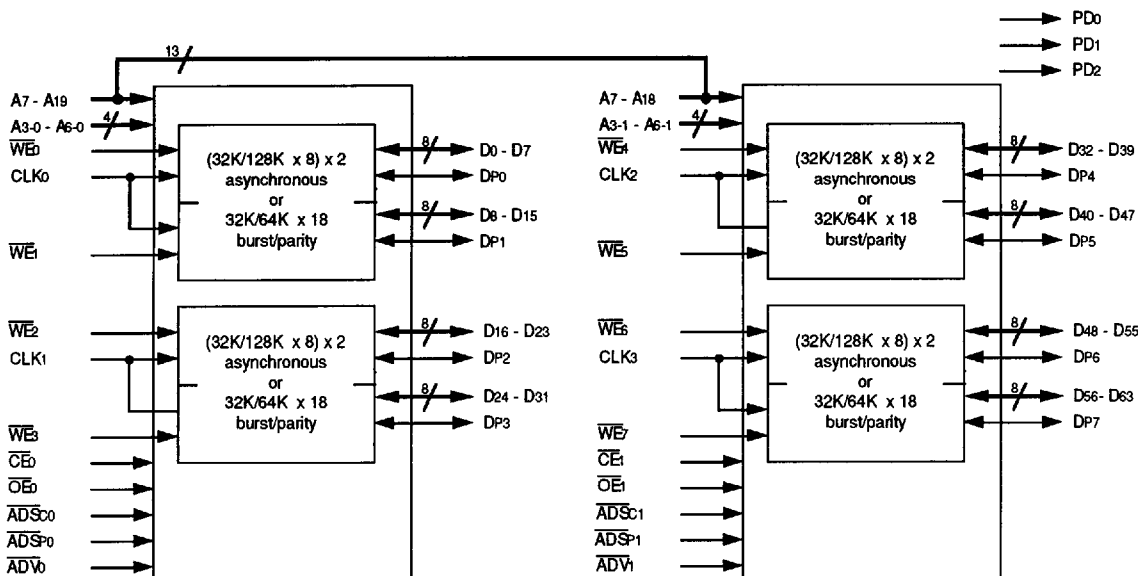 PD0
PD1
PD2
13
A7 - A19
A3-0 - A6-0
4
WE0
CLK0
WE1
(32K/128K x 8) x 2
asynchronous
or
32K/64K x 18
burst/parity
8
D0 - D7
DP0
8
D8 - D15
DP1
WE2
CLK1
WE3
(32K/128K x 8) x 2
asynchronous
or
32K/64K x 18
burst/parity
8
D16 - D23
DP2
8
D24 - D31
DP3
CE0
OE0
ADSC0
ADSP0
ADV0
A7 - A18
A3-1 - A6-1
4
WE4
CLK2
WE5
(32K/128K x 8) x 2
asynchronous
or
32K/64K x 18
burst/parity
8
D32 - D39
DP4
8
D40 - D47
DP5
WE6
CLK3
WE7
(32K/128K x 8) x 2
asynchronous
or
32K/64K x 18
burst/parity
8
D48 - D55
DP6
8
D56- D63
DP7
CE1
OE1
ADSC1
ADSP1
ADV1